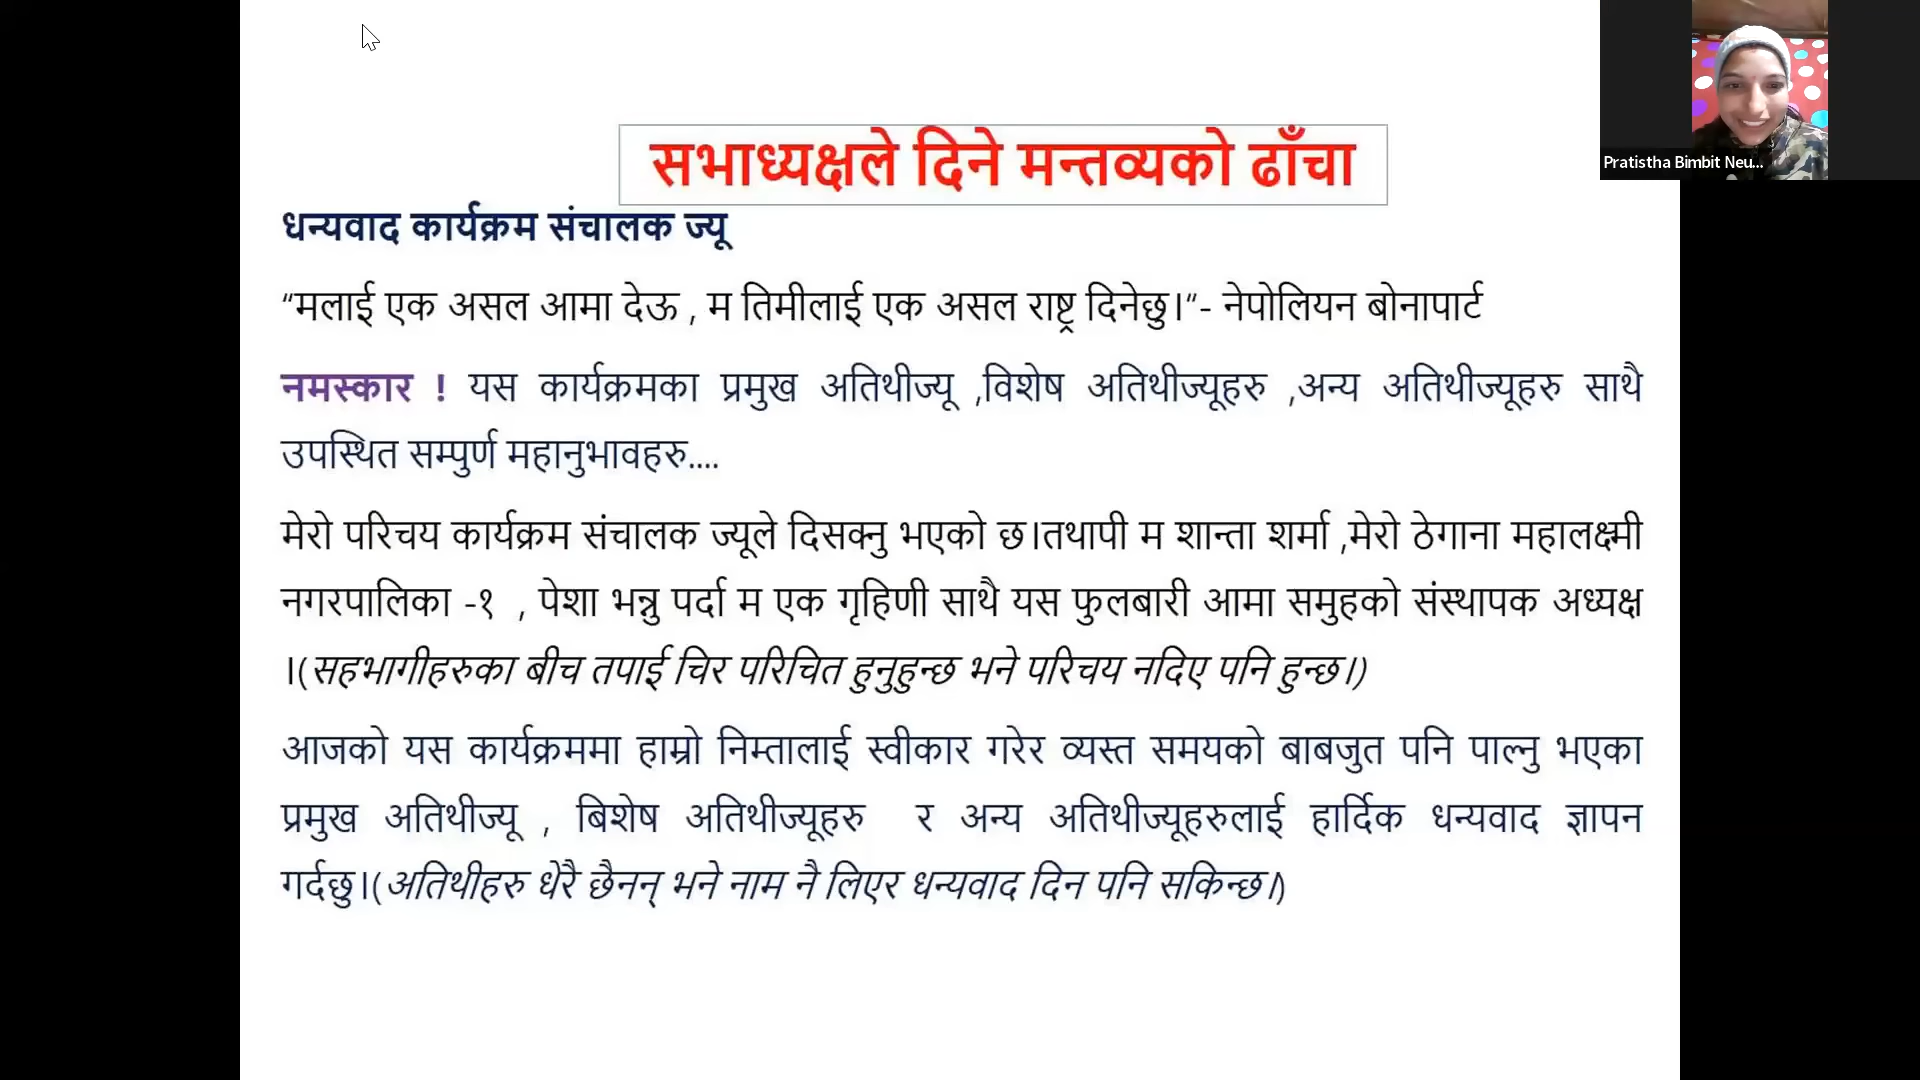 सभाध्यक्षले दिने मन्तव्यको ढाँचा
धन्यवाद कार्यक्रम संचालक ज्यू
“मलाई एक असल आमा देऊ , म तिमीलाई एक असल राष्ट्र दिनेछु।”- नेपोलियन बोनापार्ट
नमस्कार ! यस कार्यक्रमका प्रमुख अतिथीज्यू ,विशेष अतिथीज्यूहरु ,अन्य अतिथीज्यूहरु साथै
उपस्थित सम्पुर्ण महानुभावहरु....
मेरो परिचय कार्यक्रम संचालक ज्यूले दिसक्नु भएको छ।तथापी म शान्ता शर्मा ,मेरो ठेगाना महालक्ष्मी
नगरपालिका -१ , पेशा भन्नु पर्दा म एक गृहिणी साथै यस फुलबारी आमा समुहको संस्थापक अध्यक्ष
।(सहभागीहरुका बीच तपाई चिर परिचित हुनुहुन्छ भने परिचय नदिए पनि हुन्छ।)
आजको यस कार्यक्रममा हाम्रो निम्तालाई स्वीकार गरेर व्यस्त समयको बाबजुत पनि पाल्नु भएका
प्रमुख अतिथीज्यू , बिशेष अतिथीज्यूहरु र अन्य अतिथीज्यूहरुलाई हार्दिक धन्यवाद ज्ञापन
गर्दछु।(अतिथीहरु धेरै छैनन् भने नाम नै लिएर धन्यवाद दिन पनि सकिन्छ।)
Pratistha Bimbit Neu...